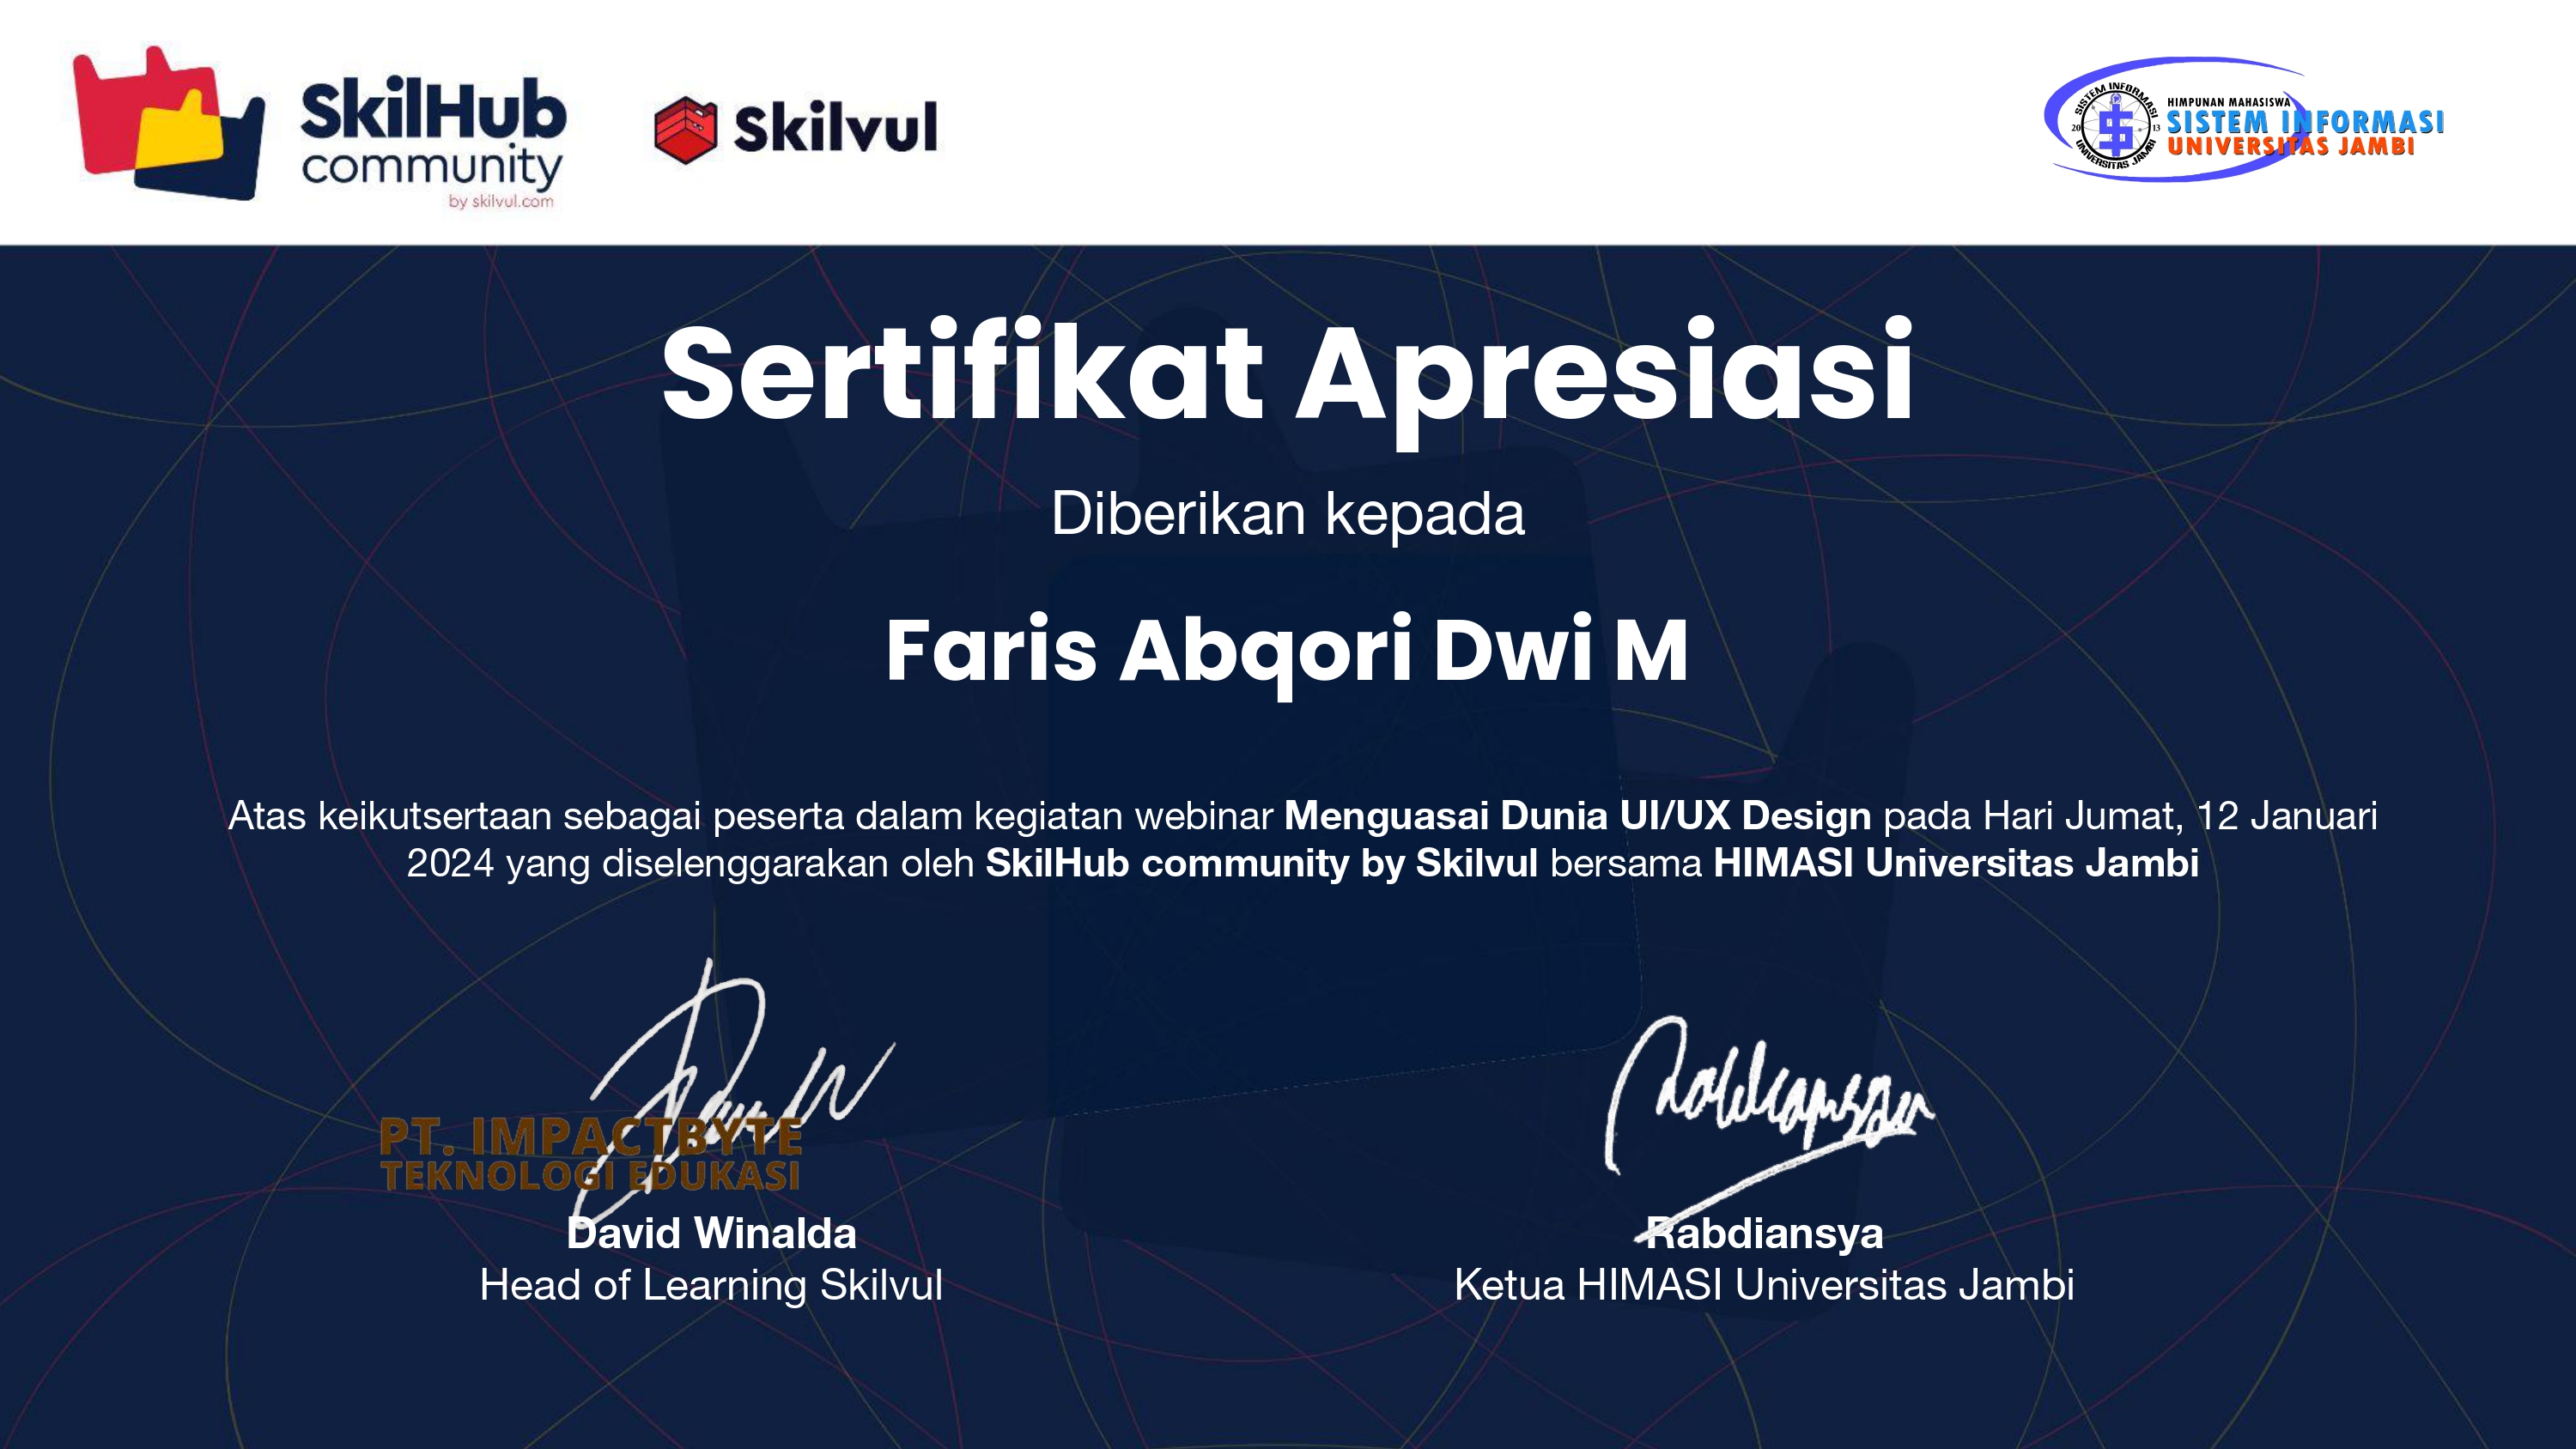 SkilHub
community
by skilvul.com
Skilvul
SISTEM INFORMASI
2013
UNIVERSITAS JAMBI
HIMPUNAN MAHASISWA
SISTEM INFORMASI
UNIVERSITAS JAMBI
Sertifikat Apresiasi
Diberikan kepada
Faris Abqori Dwi M
Atas keikutsertaan sebagai peserta dalam kegiatan webinar Menguasai Dunia UI/UX Design pada Hari Jumat, 12 Januari
2024 yang diselenggarakan oleh SkilHub community by Skilvul bersama HIMASI Universitas Jambi
PT. IMPACTBYTE
TEKNOLOGI EDUKASI
David Winalda
Head of Learning Skilvul
Rabdiansya
Ketua HIMASI Universitas Jambi